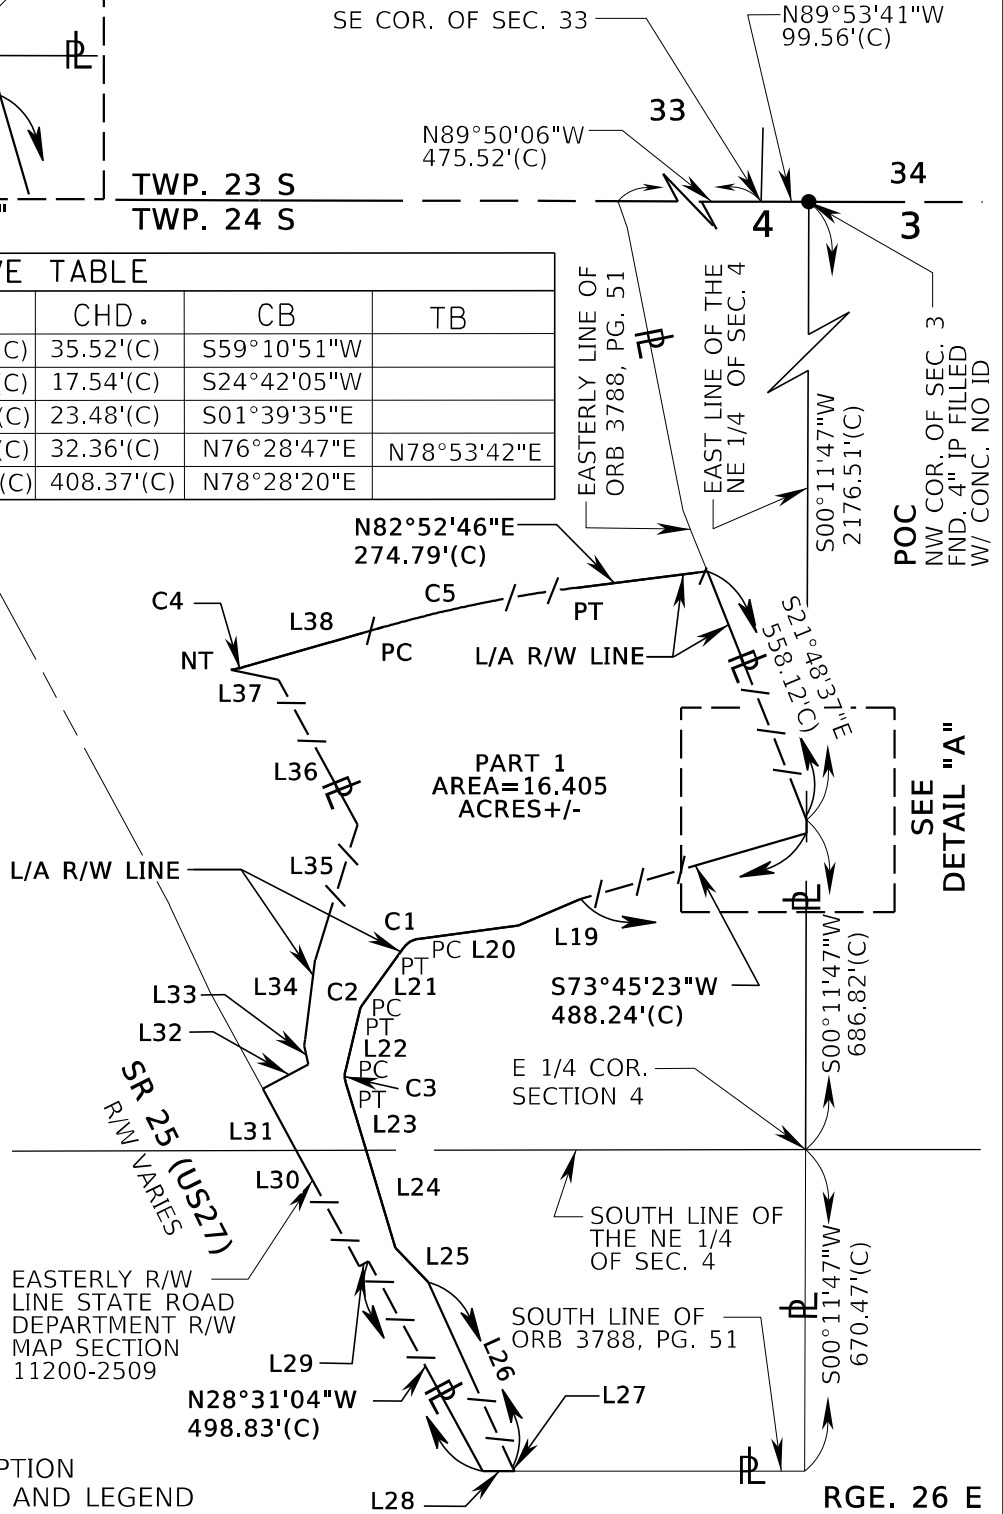 SE COR. OF SEC. 33
N89°53'41"W
99.56'(C)
33
N89°50'06"W
475.52'(C)
34
TWP. 23 S
TWP. 24 S
4
3
"
VE TABLE
CHD.
CB
TB
C) 35.52'(C) S59°10'51"W
(C) 17.54'(C) S24°42'05"W
(C) 23.48'(C) S01°39'35"E
(C) 32.36'(C) N76°28'47"E N78°53'42"E
(C) 408.37'(C) N78°28'20"E
EASTERLY LINE OF
ORB 3788, PG. 51
EAST LINE OF THE
NE 1/4 OF SEC. 4
S00°11'47"W
2176.51'(C)
POC
NW COR. OF SEC. 3
FND. 4" IP FILLED
W/ CONC. NO ID
N82°52'46"E
274.79'(C)
C4
L38
C5
PT
PC
NT
L37
L/A R/W LINE
S21°48'37"E
558.12'C)
L36
PART 1
AREA=16.405
ACRES+/-
SEE
DETAIL "A"
L35
L/A R/W LINE
C1
PC
L20
L19
PT
L21
L34
C2
L33
PC
PT
S73°45'23"W
488.24'(C)
S00°11'47"W
686.82'(C)
L32
L22
PC
C3
PT
E 1/4 COR.
SECTION 4
SR 25 (US27)
R/W VARIES
L31
L23
L30
L24
SOUTH LINE OF
THE NE 1/4
OF SEC. 4
L25
EASTERLY R/W
LINE STATE ROAD
DEPARTMENT R/W
MAP SECTION
11200-2509
SOUTH LINE OF
ORB 3788, PG. 51
S00°11'47"W
670.47'(C)
L29
L26
N28°31'04"W
498.83'(C)
L27
PTION
AND LEGEND
L28
RGE. 26 E
PL
PL
PL
PL
PL
PL
PL
PL